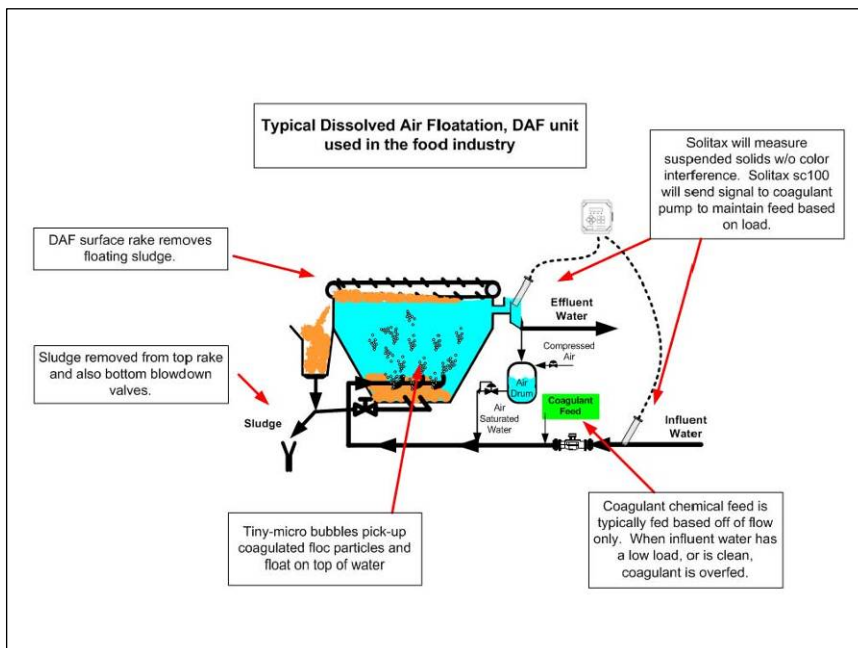 Typical Dissolved Air Floatation, DAF unit
used in the food industry
Solitax will measure
suspended solids w/o color
interference.  Solitax sc100
will send signal to coagulant
pump to maintain feed based
on load.
DAF surface rake removes
floating sludge.
Effluent
Water
Compressed
Air
Sludge removed from top rake
and also bottom blowdown
valves.
Air
Drum
Coagulant
Feed
Air
Saturated
Water
Influent
Water
Sludge
Tiny-micro bubbles pick-up
coagulated floc particles and
float on top of water
Coagulant chemical feed is
typically fed based off of flow
only.  When influent water has
a low load, or is clean,
coagulant is overfed.